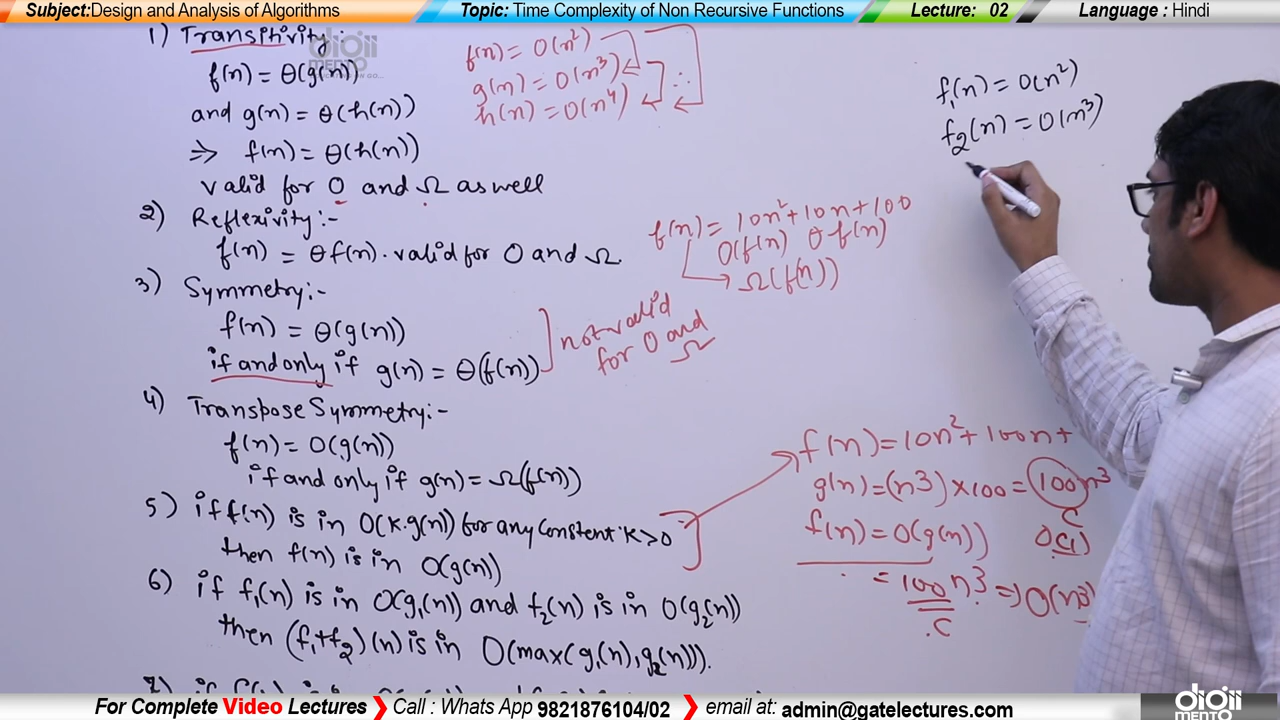 Subject:Design and Analysis of Algorithms
Topic: Time Complexity of Non Recursive Functions
Lecture: 02
Language : Hindi
1) Transitivity:-
f(n) = θ(g(n))
and g(n) = θ(h(n))
=> f(n) = θ(h(n))
valid for O and Ω as well
f(n) = O(n²)
g(n) = O(n³)
h(n) = O(n⁴)
∴
f₁(n) = O(n²)
f₂(n) = O(n³)
2) Reflexivity:-
f(n) = θf(n). valid for O and Ω.
f(n) = 10n²+10n+100
O(f(n) θ f(n)
Ω(f(n))
3) Symmetry:-
f(n) = θ(g(n))
if and only if g(n) = θ(f(n))
not valid
for O and
Ω
4) Transpose Symmetry:-
f(n) = O(g(n))
if and only if g(n) = Ω(f(n))
5) if f(n) is in O(k.g(n)) for any constant k>0
then f(n) is in O(g(n))
f(n) = 10n²+100n+
g(n) = (n³)×100 = 100n³
C
f(n) = O(g(n))
O(1)
= 100n³ => O(n³)
C
6) if f₁(n) is in O(g₁(n)) and f₂(n) is in O(g₂(n))
then (f₁+f₂)(n) is in O(max(g₁(n),g₂(n))).
For Complete Video Lectures
Call : Whats App 9821876104/02
email at: admin@gatelectures.com
digii
MENTO